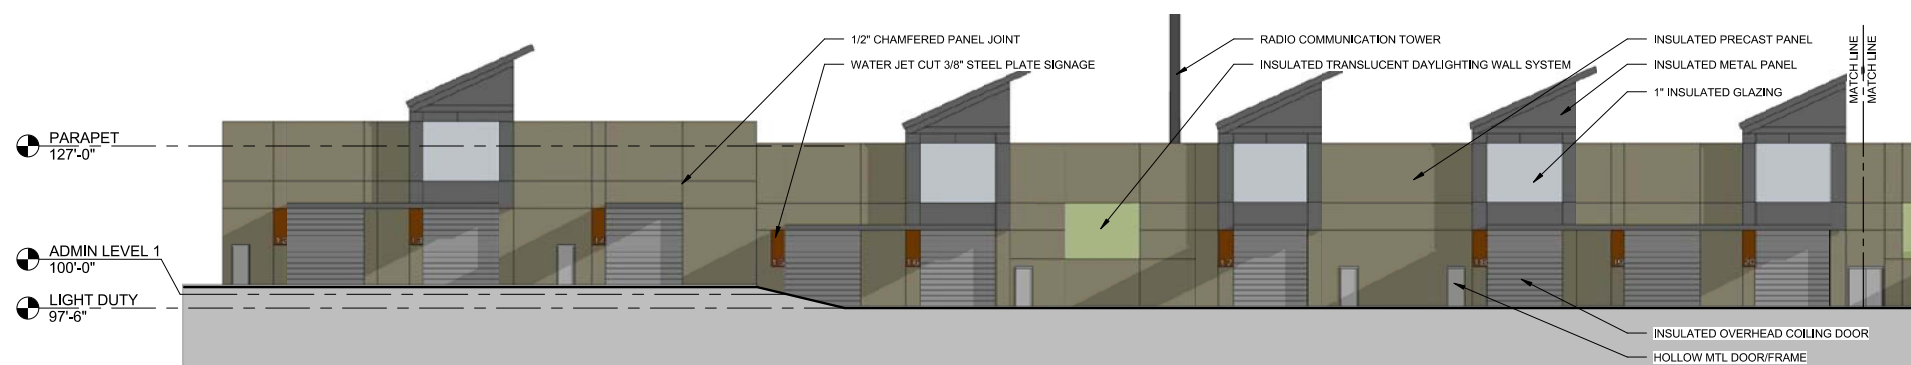 1/2" CHAMFERED PANEL JOINT
WATER JET CUT 3/8" STEEL PLATE SIGNAGE
RADIO COMMUNICATION TOWER
INSULATED TRANSLUCENT DAYLIGHTING WALL SYSTEM
INSULATED PRECAST PANEL
INSULATED METAL PANEL
1" INSULATED GLAZING
MATCH LINE
MATCH LINE
PARAPET
127'-0"
ADMIN LEVEL 1
100'-0"
LIGHT DUTY
97'-6"
INSULATED OVERHEAD COILING DOOR
HOLLOW MTL DOOR/FRAME